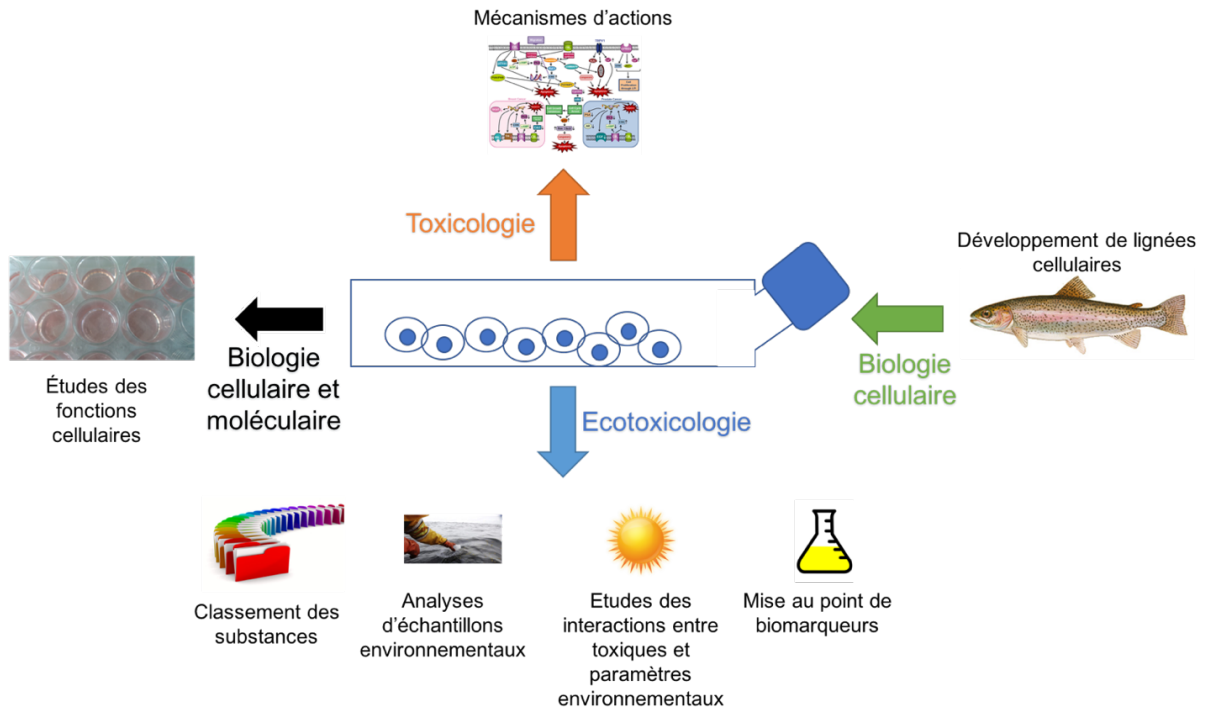 Mécanismes d'actions
Toxicologie
Développement de lignées
cellulaires
Biologie
cellulaire et
moléculaire
Études des
fonctions
cellulaires
Biologie
cellulaire
Ecotoxicologie
Classement des
substances
Analyses
d'échantillons
environnementaux
Etudes des
interactions entre
toxiques et
paramètres
environnementaux
Mise au point de
biomarqueurs